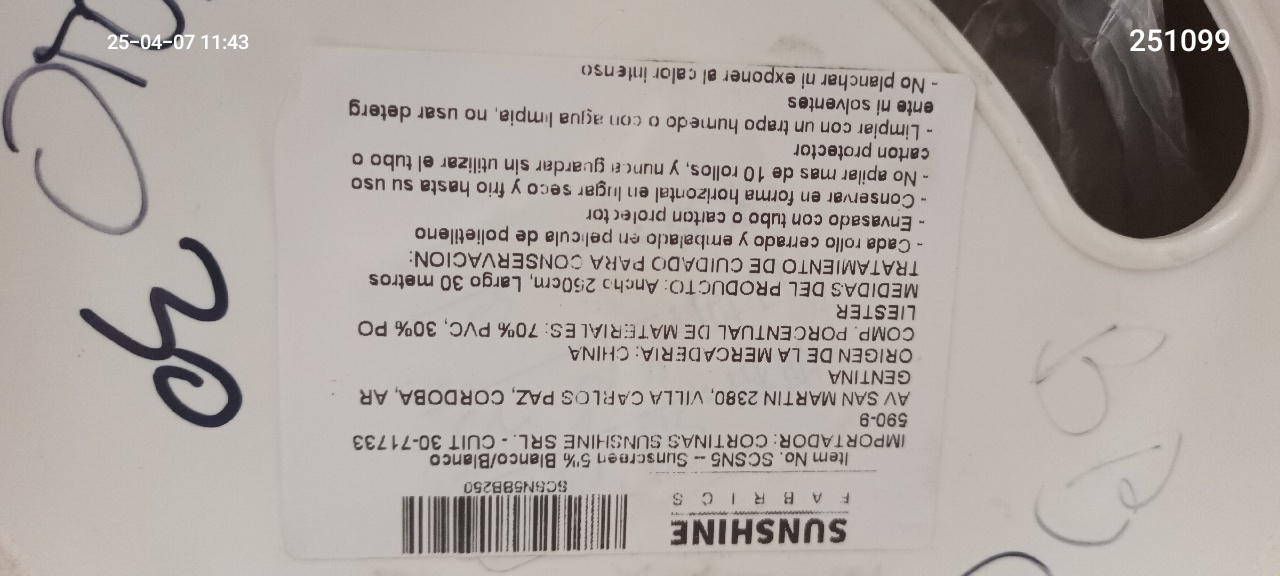 25-04-07 11:43
251099
SUNSHINE
FABRICS
SCSN5BB250
Item No. SCSN5 -- Sunscreen 5% Blanco/Blanco
IMPORTADOR: CORTINAS SUNSHINE SRL. - CUIT 30-71733
590-9
AV SAN MARTIN 2380, VILLA CARLOS PAZ, CORDOBA, AR
GENTINA
ORIGEN DE LA MERCADERIA: CHINA
COMP. PORCENTUAL DE MATERIALES: 70% PVC, 30% PO
LIESTER
MEDIDAS DEL PRODUCTO: Ancho 250cm, Largo 30 metros
TRATAMIENTO DE CUIDADO PARA CONSERVACION:
- Cada rollo cerrado y embalado en pelicula de polietileno
- Envasado con tubo o carton protector
- Conservar en forma horizontal en lugar seco y frio hasta su uso
- No apilar mas de 10 rollos, y nunca guardar sin utilizar el tubo o
carton protector
- Limpiar con un trapo humedo o con agua limpia, no usar deterg
ente ni solventes
- No planchar ni exponer al calor intenso